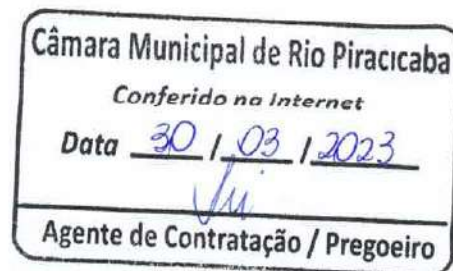 Câmara Municipal de Rio Piracicaba
Conferido na Internet
Data 30 / 03 / 2023
Agente de Contratação / Pregoeiro